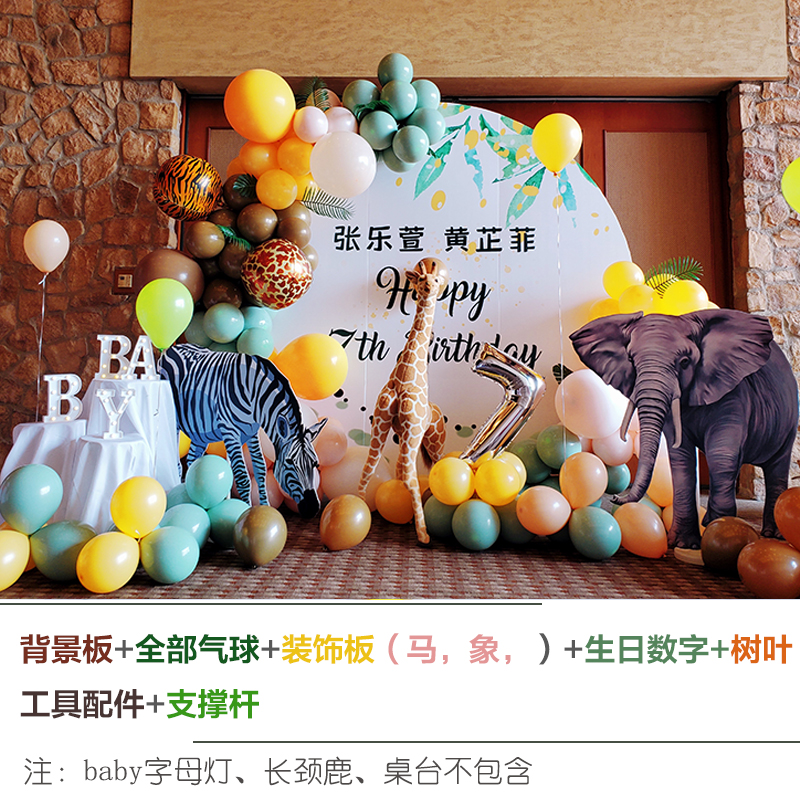 张乐萱 黄芷菲
Happy
7th Birthday
BA
B
Y
7
背景板+全部气球+装饰板（马，象，）+生日数字+树叶
工具配件+支撑杆
注：baby字母灯、长颈鹿、桌台不包含